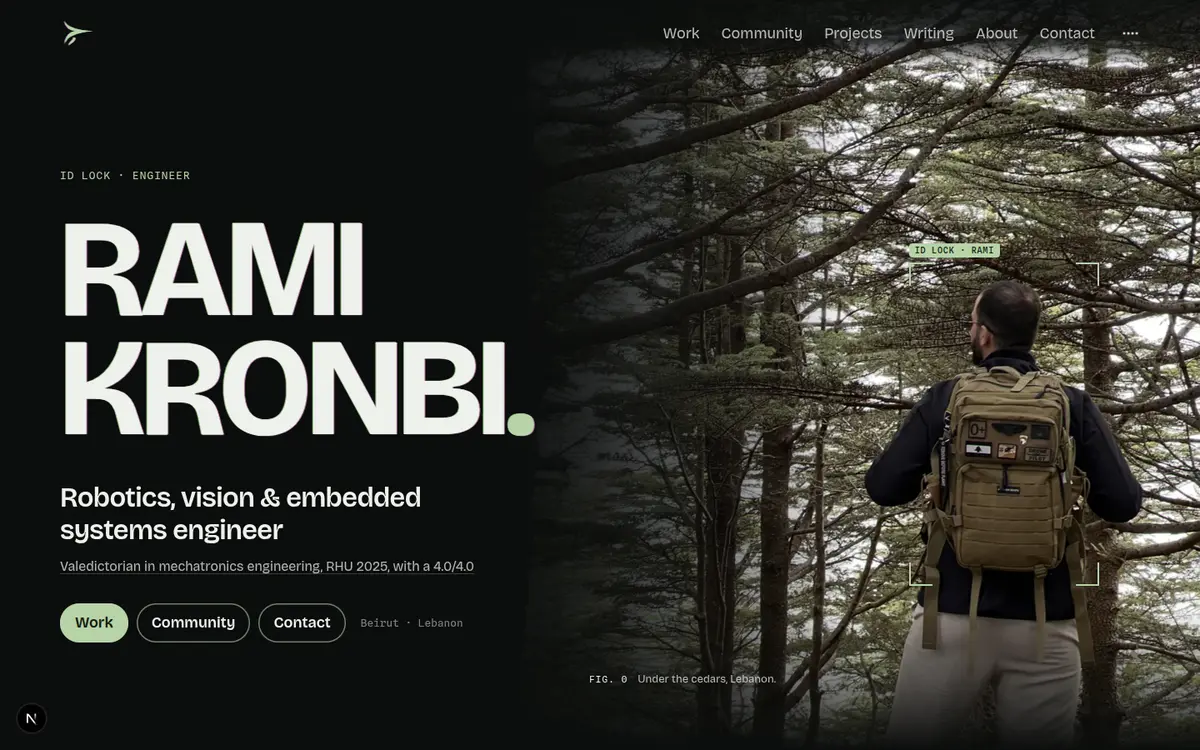 Work Community Projects Writing About Contact
ID LOCK · ENGINEER
RAMI
KRONBI.
ID LOCK · RAMI
O+
Robotics, vision & embedded
systems engineer
Valedictorian in mechatronics engineering, RHU 2025, with a 4.0/4.0
Work Community Contact Beirut · Lebanon
FIG. 0 Under the cedars, Lebanon.
N